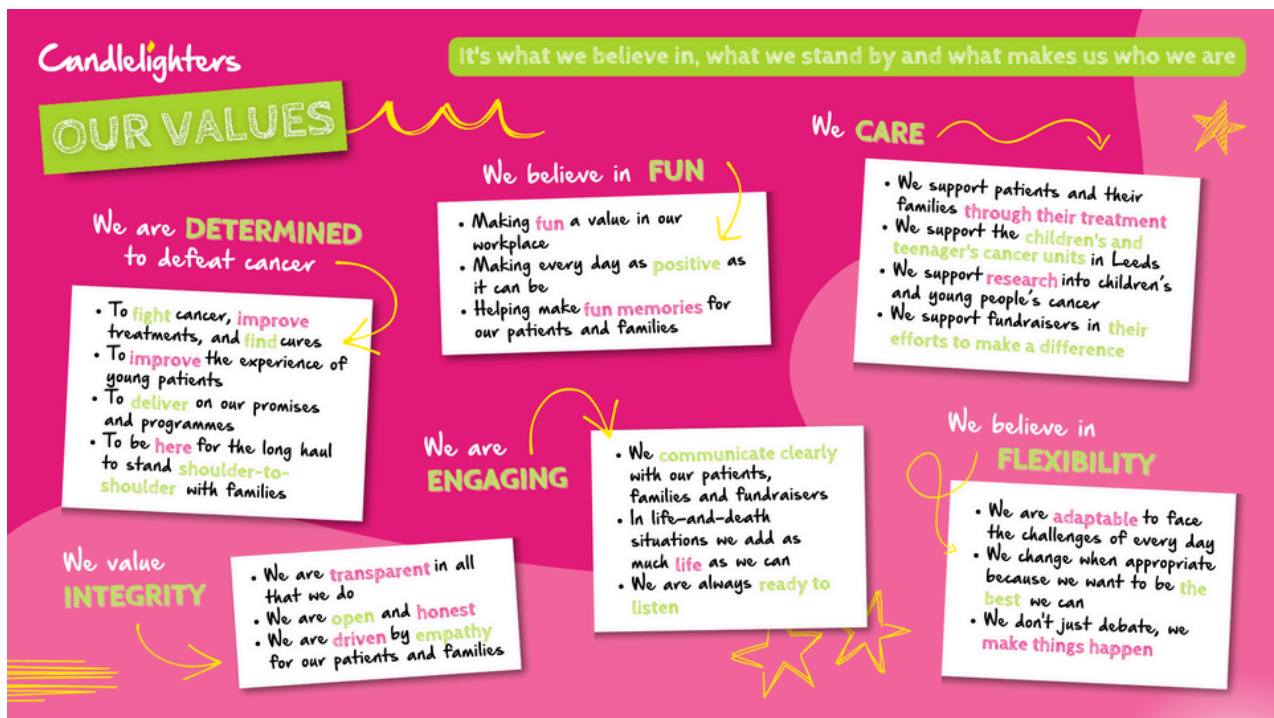 Candlelighters
It's what we believe in, what we stand by and what makes us who we are
OUR VALUES
We are DETERMINED
to defeat cancer
• To fight cancer, improve
treatments, and find cures
• To improve the experience of
young patients
• To deliver on our promises
and programmes
• To be here for the long haul
to stand shoulder-to-
shoulder with families
We believe in FUN
• Making fun a value in our
workplace
• Making every day as positive as
it can be
• Helping make fun memories for
our patients and families
We CARE
• We support patients and their
families through their treatment
• We support the children's and
teenager's cancer units in Leeds
• We support research into children's
and young people's cancer
• We support fundraisers in their
efforts to make a difference
We value
INTEGRITY
• We are transparent in all
that we do
• We are open and honest
• We are driven by empathy
for our patients and families
We are
ENGAGING
• We communicate clearly
with our patients,
families and fundraisers
• In life-and-death
situations we add as
much life as we can
• We are always ready to
listen
We believe in
FLEXIBILITY
• We are adaptable to face
the challenges of every day
• We change when appropriate
because we want to be the
best we can
• We don't just debate, we
make things happen